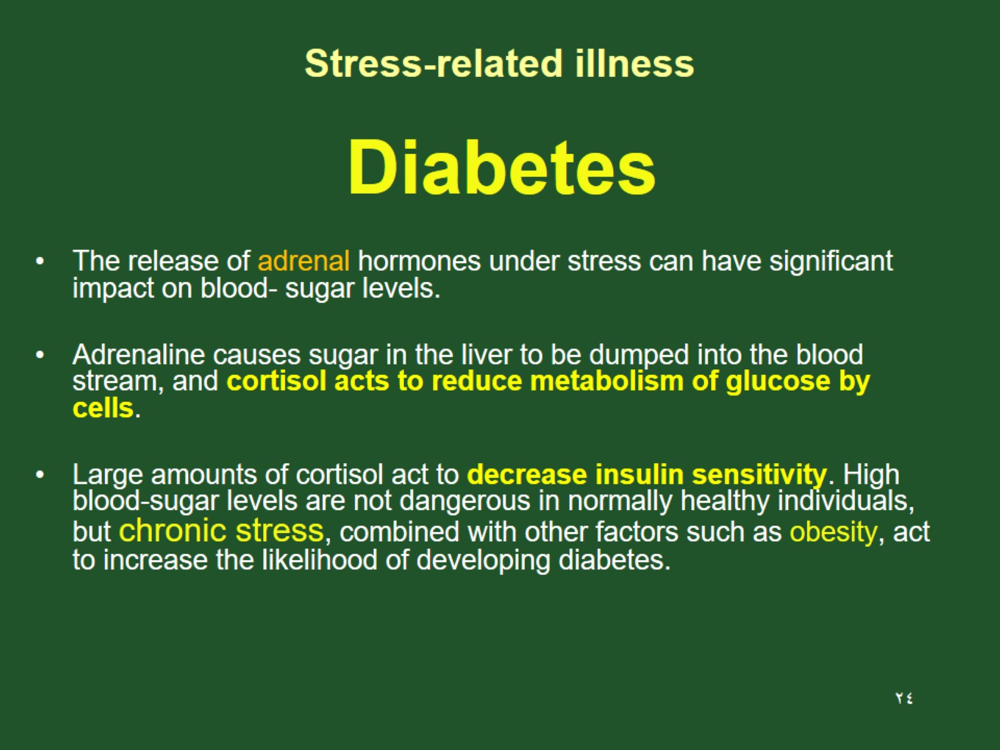 Stress-related illness
Diabetes
• The release of adrenal hormones under stress can have significant
impact on blood- sugar levels.
• Adrenaline causes sugar in the liver to be dumped into the blood
stream, and cortisol acts to reduce metabolism of glucose by
cells.
• Large amounts of cortisol act to decrease insulin sensitivity. High
blood-sugar levels are not dangerous in normally healthy individuals,
but chronic stress, combined with other factors such as obesity, act
to increase the likelihood of developing diabetes.
٢٤